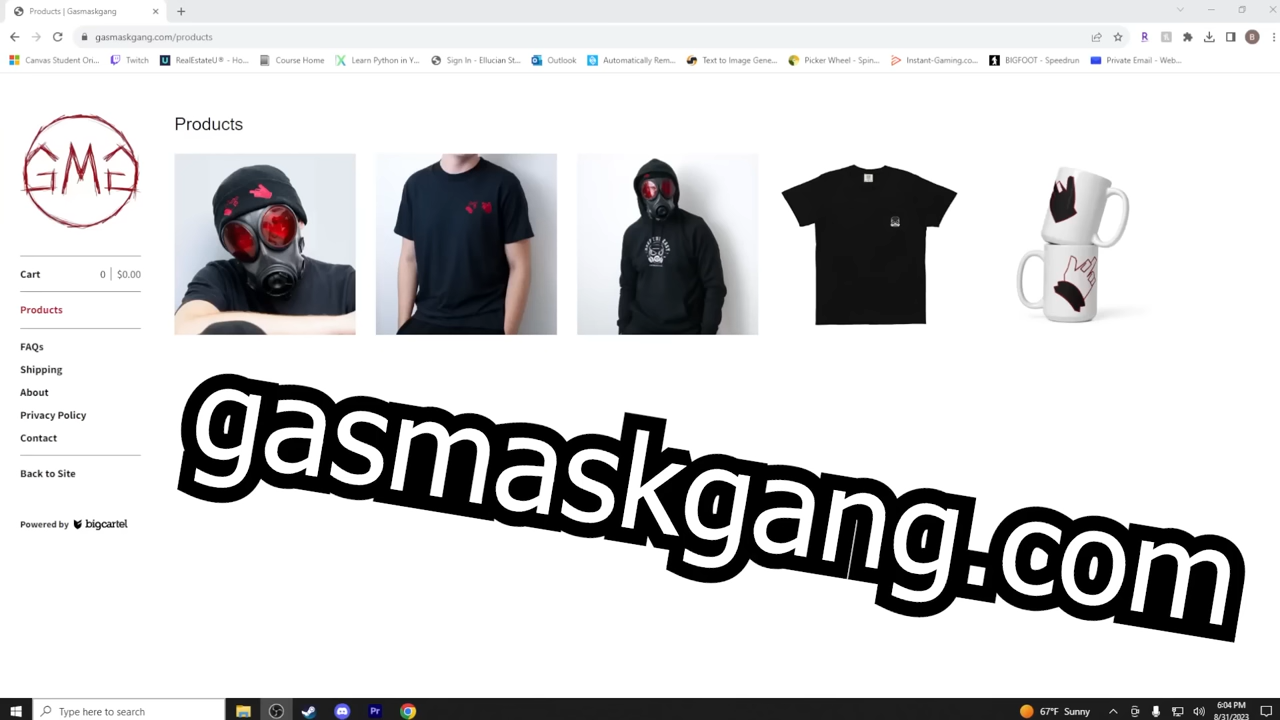 Products | Gasmaskgang
gasmaskgang.com/products
R
B
Canvas Student Onl...
Twitch
RealEstateU® - Ho...
Course Home
Learn Python in Y...
Sign In - Ellucian St...
Outlook
Automatically Rem...
Text to Image Gene...
Picker Wheel - Spin...
Instant-Gaming.co...
BIGFOOT - Speedrun
Private Email - Web...
GMG
Products
Cart 0 $0.00
Products
FAQs
Shipping
About
Privacy Policy
Contact
Back to Site
Powered by bigcartel
gasmaskgang.com
Type here to search
Pr
67°F Sunny
6:04 PM
8/31/2023